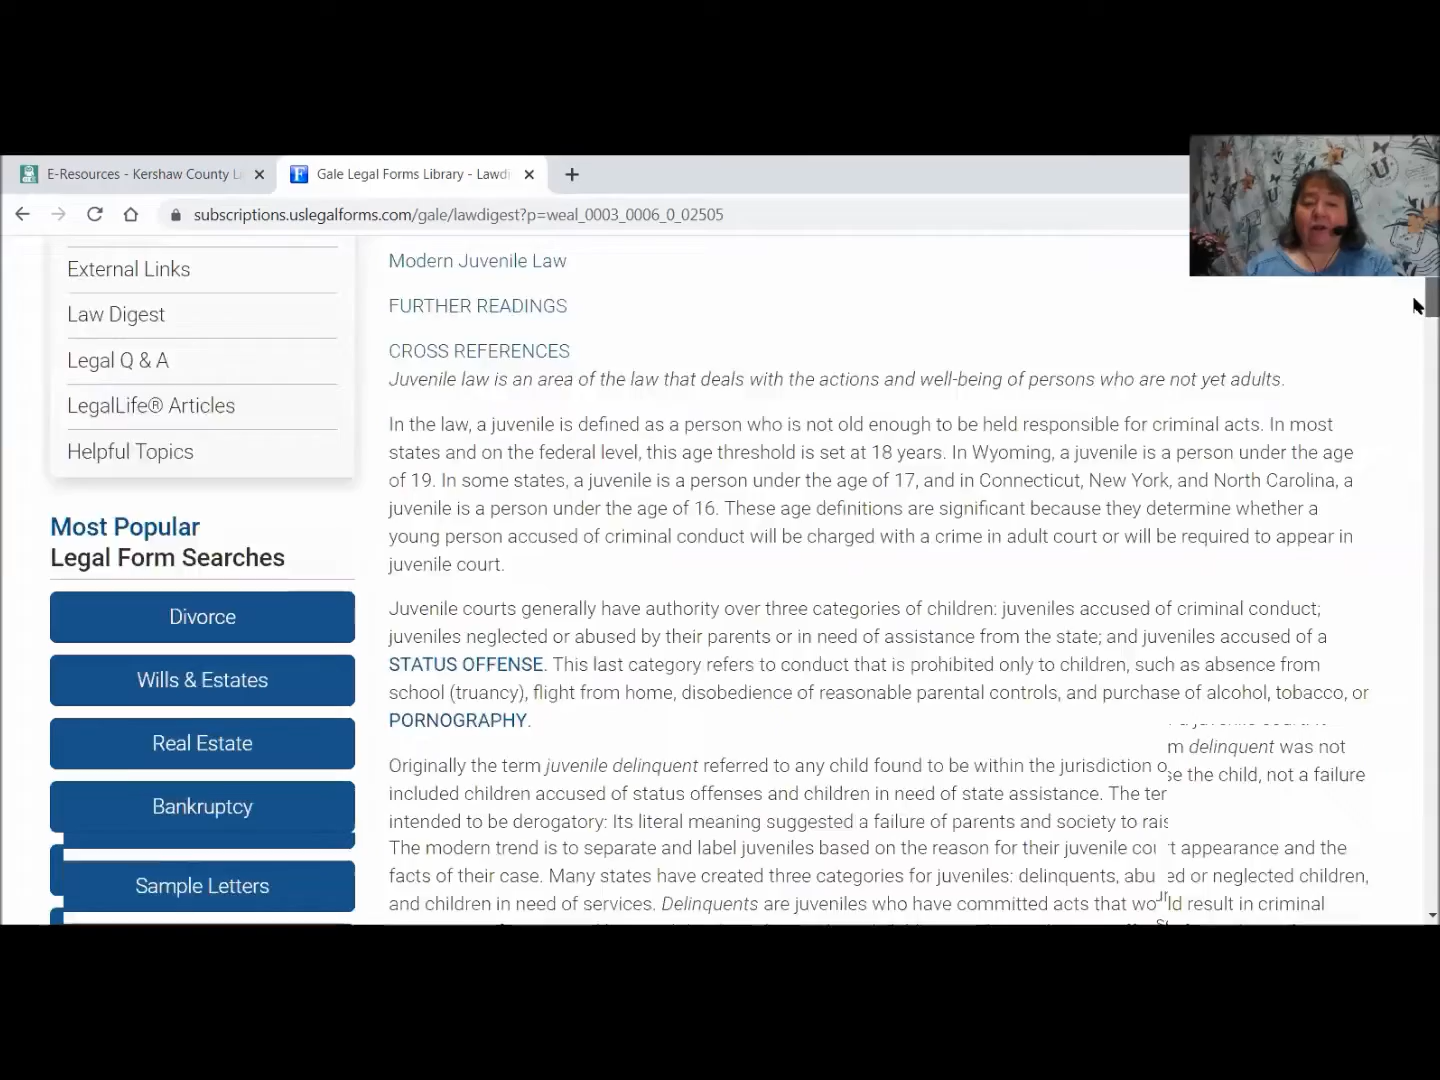 E-Resources - Kershaw County L
Gale Legal Forms Library - Lawdi
subscriptions.uslegalforms.com/gale/lawdigest?p=weal_0003_0006_0_02505
External Links
Law Digest
Legal Q & A
LegalLife® Articles
Helpful Topics
Most Popular
Legal Form Searches
Divorce
Wills & Estates
Real Estate
Bankruptcy
Sample Letters
Modern Juvenile Law
FURTHER READINGS
CROSS REFERENCES
Juvenile law is an area of the law that deals with the actions and well-being of persons who are not yet adults.
In the law, a juvenile is defined as a person who is not old enough to be held responsible for criminal acts. In most
states and on the federal level, this age threshold is set at 18 years. In Wyoming, a juvenile is a person under the age
of 19. In some states, a juvenile is a person under the age of 17, and in Connecticut, New York, and North Carolina, a
juvenile is a person under the age of 16. These age definitions are significant because they determine whether a
young person accused of criminal conduct will be charged with a crime in adult court or will be required to appear in
juvenile court.
Juvenile courts generally have authority over three categories of children: juveniles accused of criminal conduct;
juveniles neglected or abused by their parents or in need of assistance from the state; and juveniles accused of a
STATUS OFFENSE. This last category refers to conduct that is prohibited only to children, such as absence from
school (truancy), flight from home, disobedience of reasonable parental controls, and purchase of alcohol, tobacco, or
PORNOGRAPHY.
Originally the term juvenile delinquent referred to any child found to be within the jurisdiction o
m delinquent was not
included children accused of status offenses and children in need of state assistance. The ter
se the child, not a failure
intended to be derogatory: Its literal meaning suggested a failure of parents and society to rais
The modern trend is to separate and label juveniles based on the reason for their juvenile court appearance and the
facts of their case. Many states have created three categories for juveniles: delinquents, abu ed or neglected children,
and children in need of services. Delinquents are juveniles who have committed acts that would result in criminal